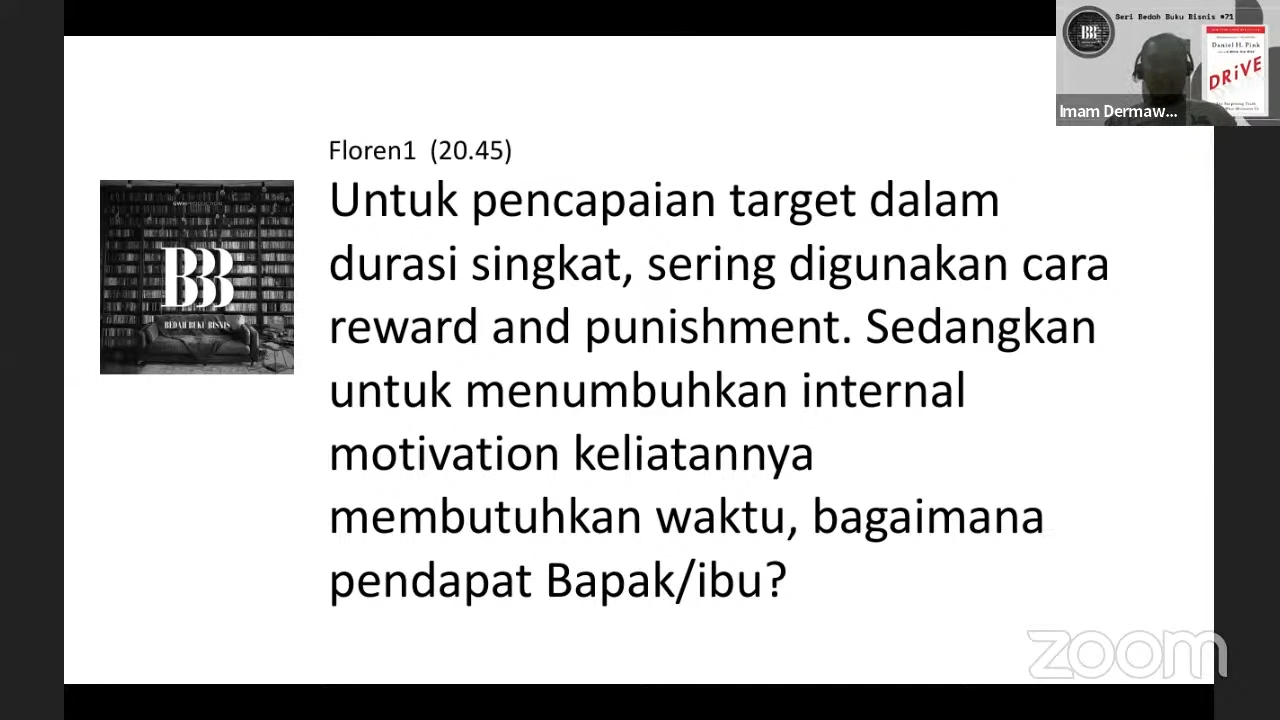 Seri Bedah Buku Bisnis #71
BBB
Daniel H. Pink
DRiVE
Imam Dermaw...
Floren1 (20.45)
Untuk pencapaian target dalam
durasi singkat, sering digunakan cara
reward and punishment. Sedangkan
untuk menumbuhkan internal
motivation keliatannya
membutuhkan waktu, bagaimana
pendapat Bapak/ibu?
BBB
BEDAH BUKU BISNIS
zoom